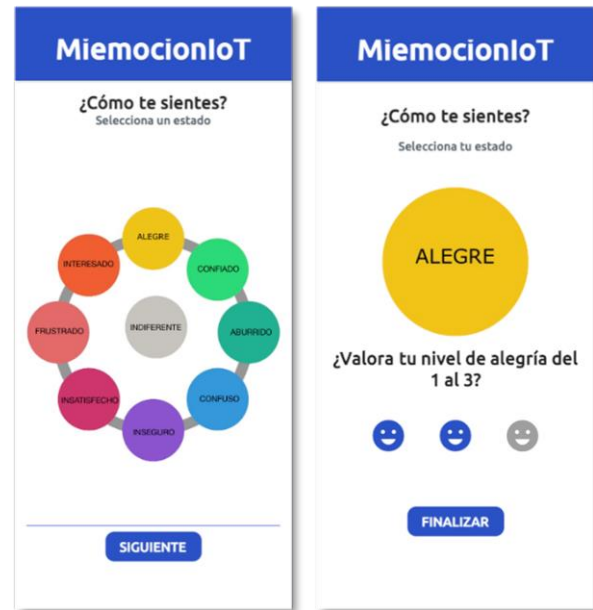 MiemocionIoT
¿Cómo te sientes?
Selecciona un estado
ALEGRE
INTERESADO
CONFIADO
FRUSTRADO
INDIFERENTE
ABURRIDO
INSATISFECHO
CONFUSO
INSEGURO
SIGUIENTE
MiemocionIoT
¿Cómo te sientes?
Selecciona tu estado
ALEGRE
¿Valora tu nivel de alegría del
1 al 3?
FINALIZAR